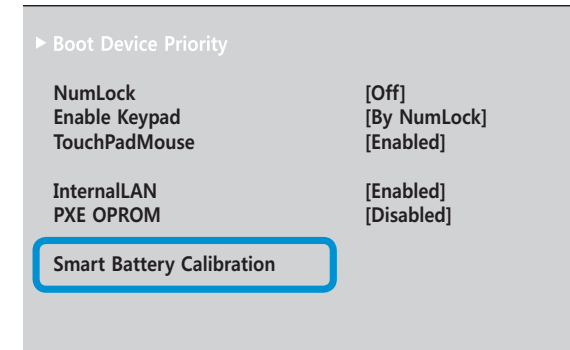 ▶ Boot Device Priority
NumLock [Off]
Enable Keypad [By NumLock]
TouchPadMouse [Enabled]
InternalLAN [Enabled]
PXE OPROM [Disabled]
Smart Battery Calibration